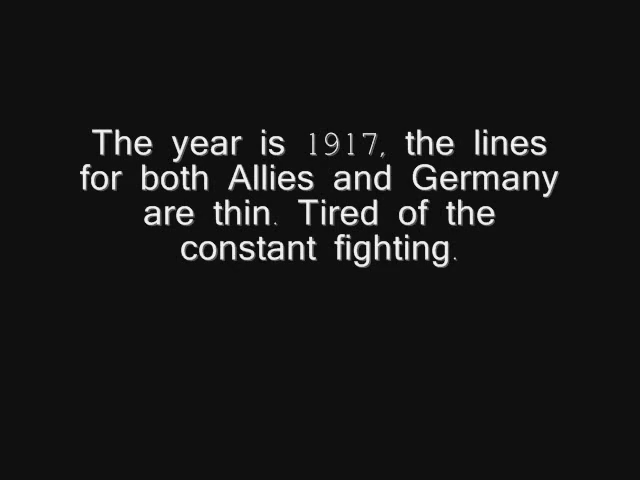 The year is 1917, the lines
for both Allies and Germany
are thin. Tired of the
constant fighting.